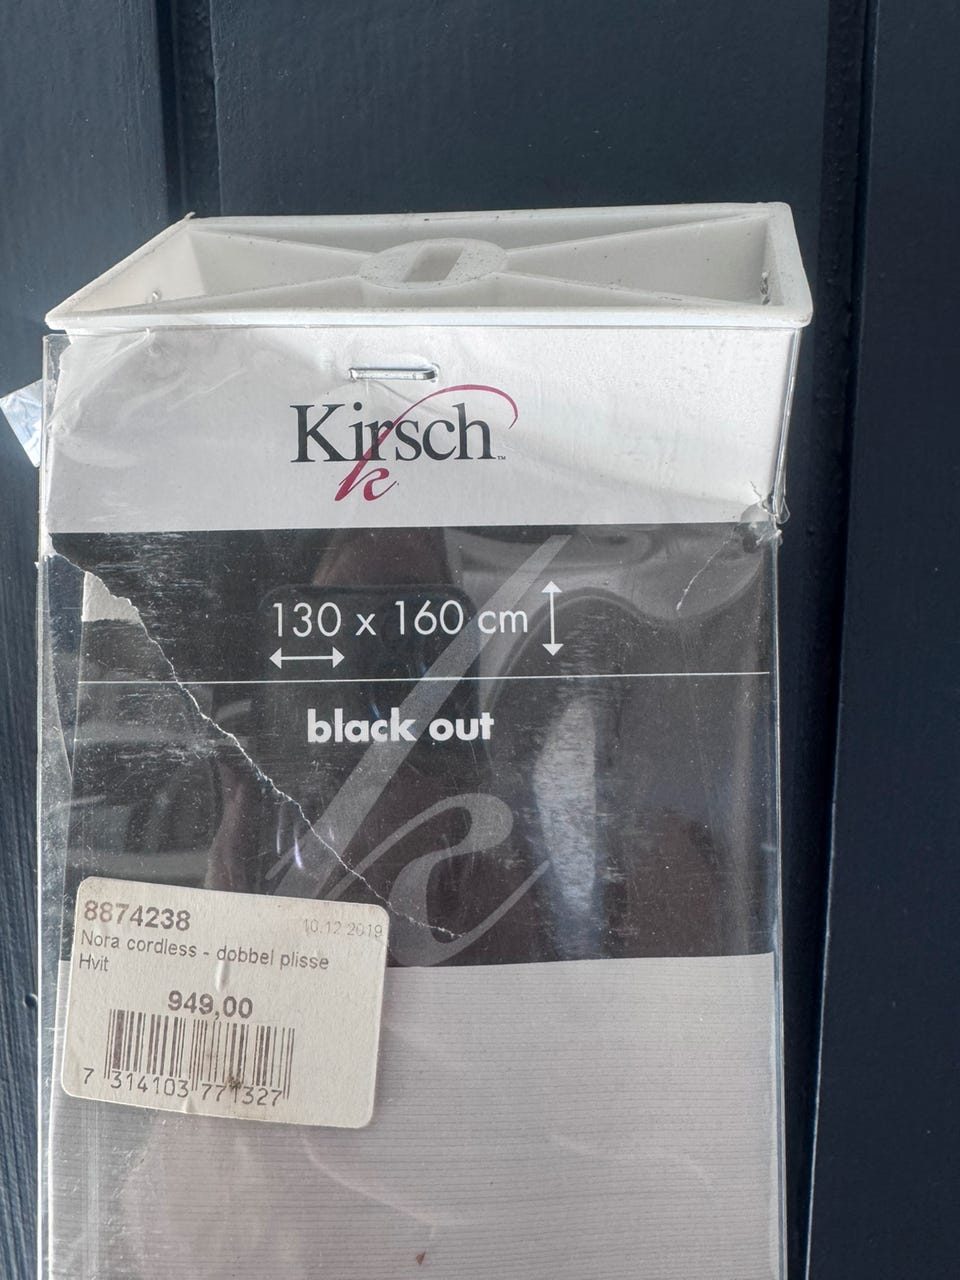 Kirsch™
k
130 x 160 cm
black out
k
8874238
10.12.2019
Nora cordless - dobbel plisse
Hvit
949,00
7 314103 771327